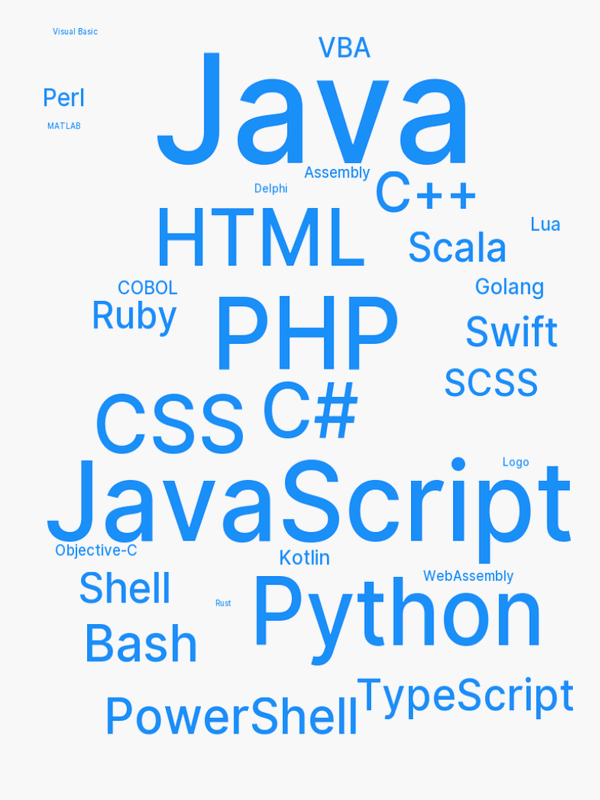 Visual Basic
VBA
Java
Perl
MATLAB
Assembly
Delphi
C++
HTML
Lua
Scala
COBOL
Golang
Ruby
PHP
Swift
SCSS
C#
CSS
Logo
JavaScript
Objective-C
Kotlin
WebAssembly
Shell
Rust
Python
Bash
TypeScript
PowerShell